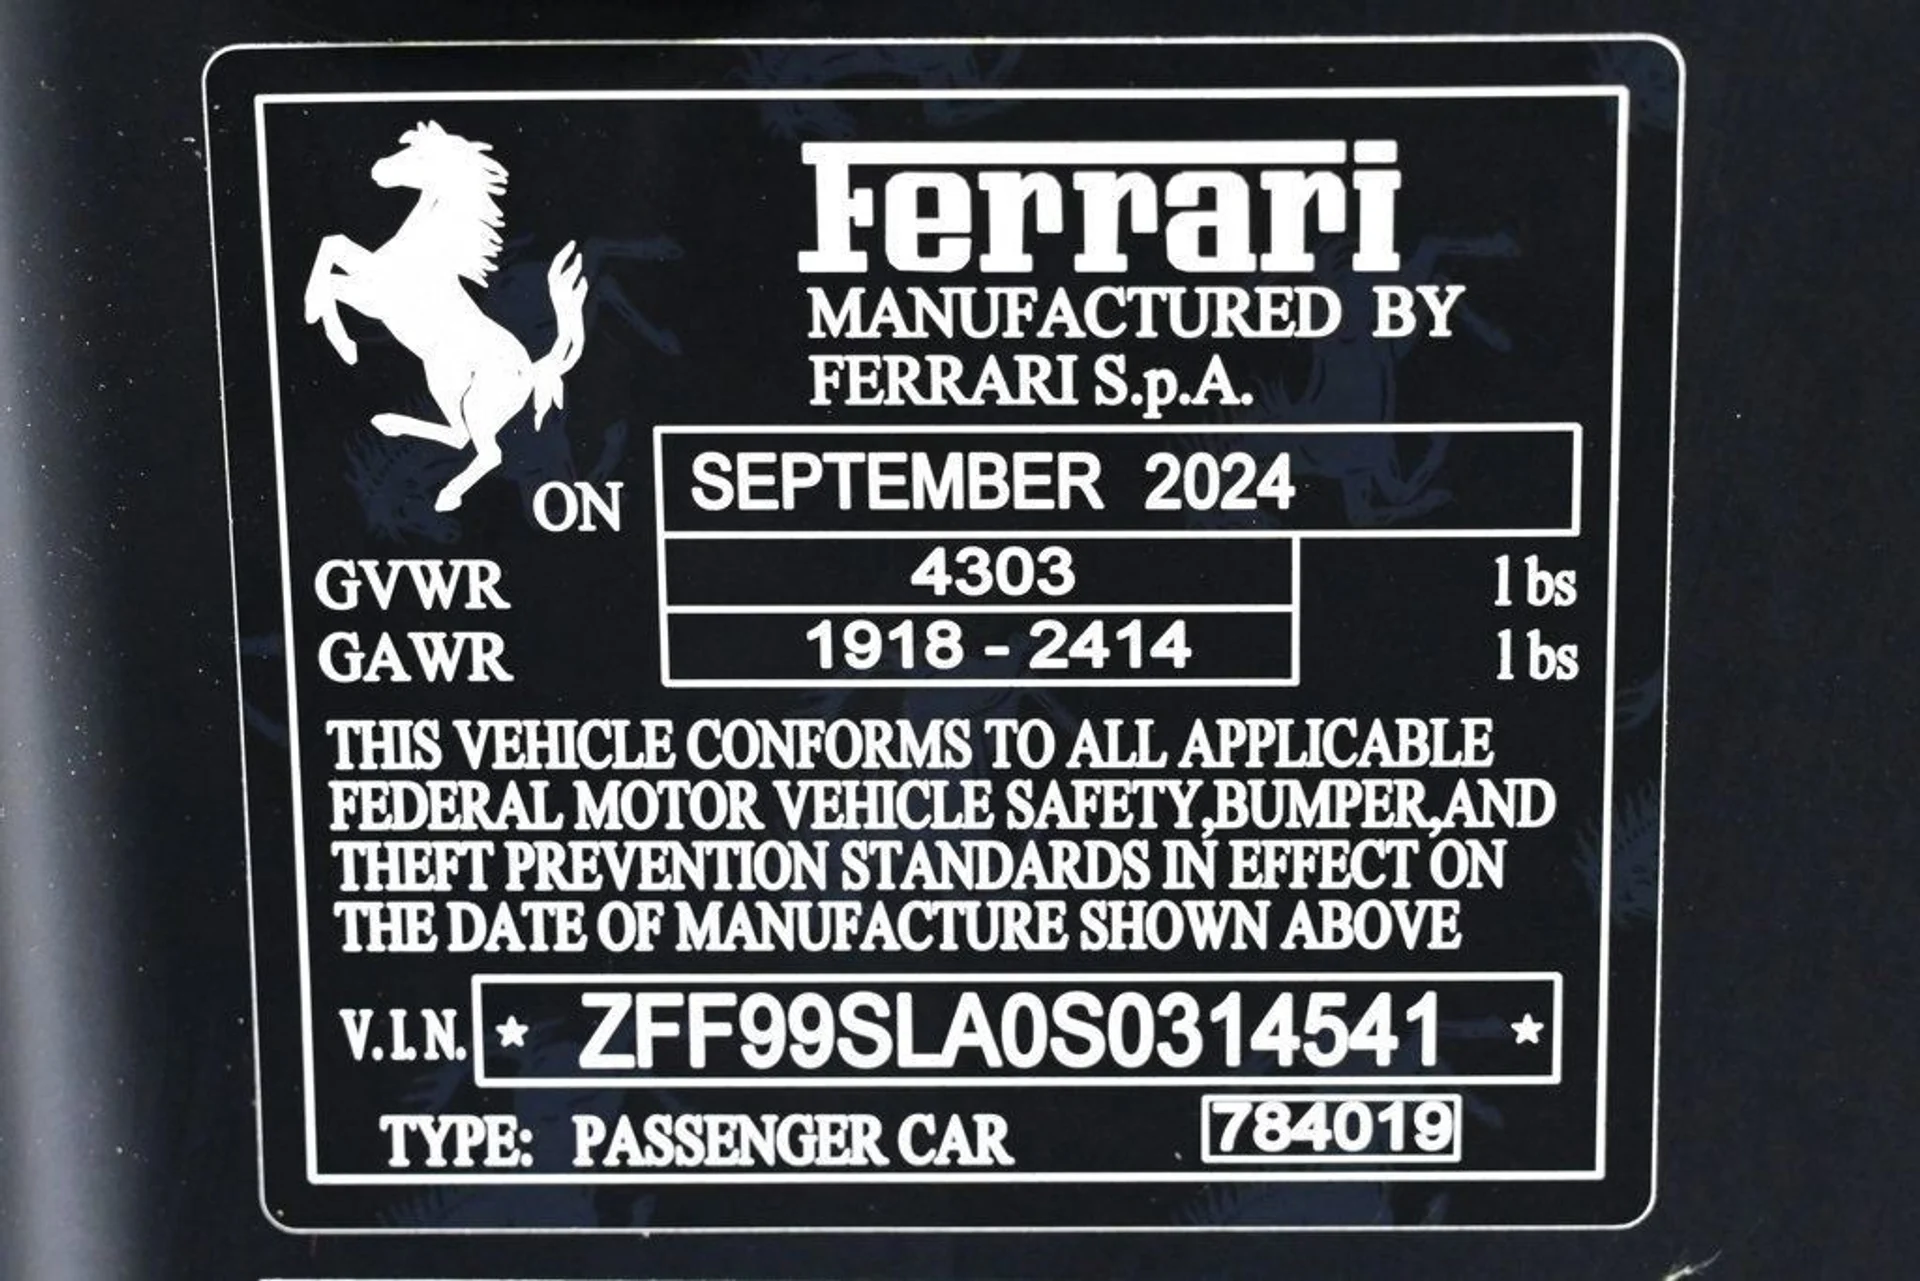 Ferrari
MANUFACTURED BY
FERRARI S.p.A.
ON SEPTEMBER 2024
GVWR 4303 lbs
GAWR 1918 - 2414 lbs
THIS VEHICLE CONFORMS TO ALL APPLICABLE
FEDERAL MOTOR VEHICLE SAFETY,BUMPER,AND
THEFT PREVENTION STANDARDS IN EFFECT ON
THE DATE OF MANUFACTURE SHOWN ABOVE
V.I.N. * ZFF99SLA0S0314541 *
TYPE: PASSENGER CAR 784019